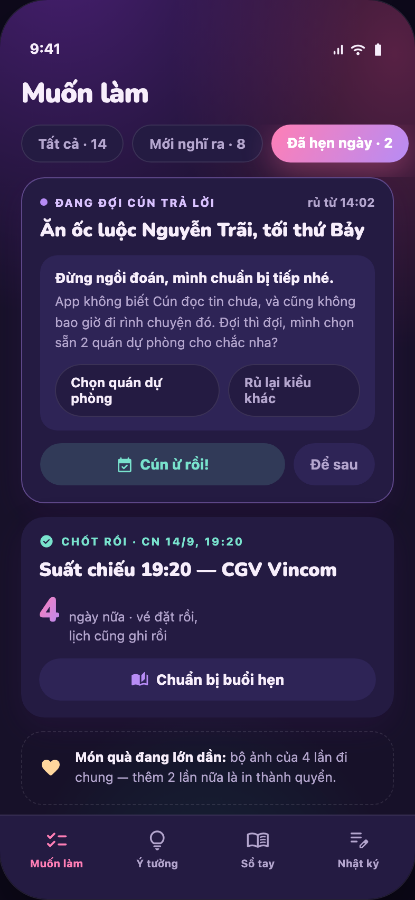 9:41
Muốn làm
Tất cả · 14
Mới nghĩ ra · 8
Đã hẹn ngày · 2
ĐANG ĐỢI CÚN TRẢ LỜI
rủ từ 14:02
Ăn ốc luộc Nguyễn Trãi, tối thứ Bảy
Đừng ngồi đoán, mình chuẩn bị tiếp nhé.
App không biết Cún đọc tin chưa, và cũng không
bao giờ đi rình chuyện đó. Đợi thì đợi, mình chọn
sẵn 2 quán dự phòng cho chắc nha?
Chọn quán dự
phòng
Rủ lại kiểu
khác
Cún ừ rồi!
Để sau
CHỐT RỒI · CN 14/9, 19:20
Suất chiếu 19:20 — CGV Vincom
4 ngày nữa · vé đặt rồi,
lịch cũng ghi rồi
Chuẩn bị buổi hẹn
Món quà đang lớn dần: bộ ảnh của 4 lần đi
chung — thêm 2 lần nữa là in thành quyển.
Muốn làm
Ý tưởng
Sổ tay
Nhật ký